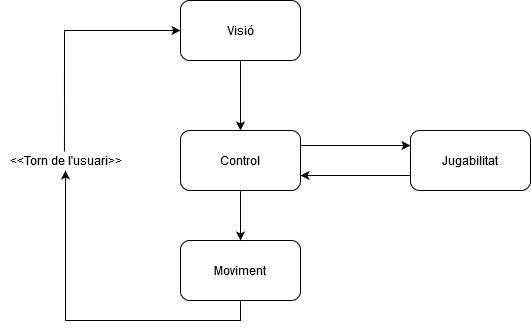 Visió
<<Torn de l'usuari>>
Control
Jugabilitat
Moviment